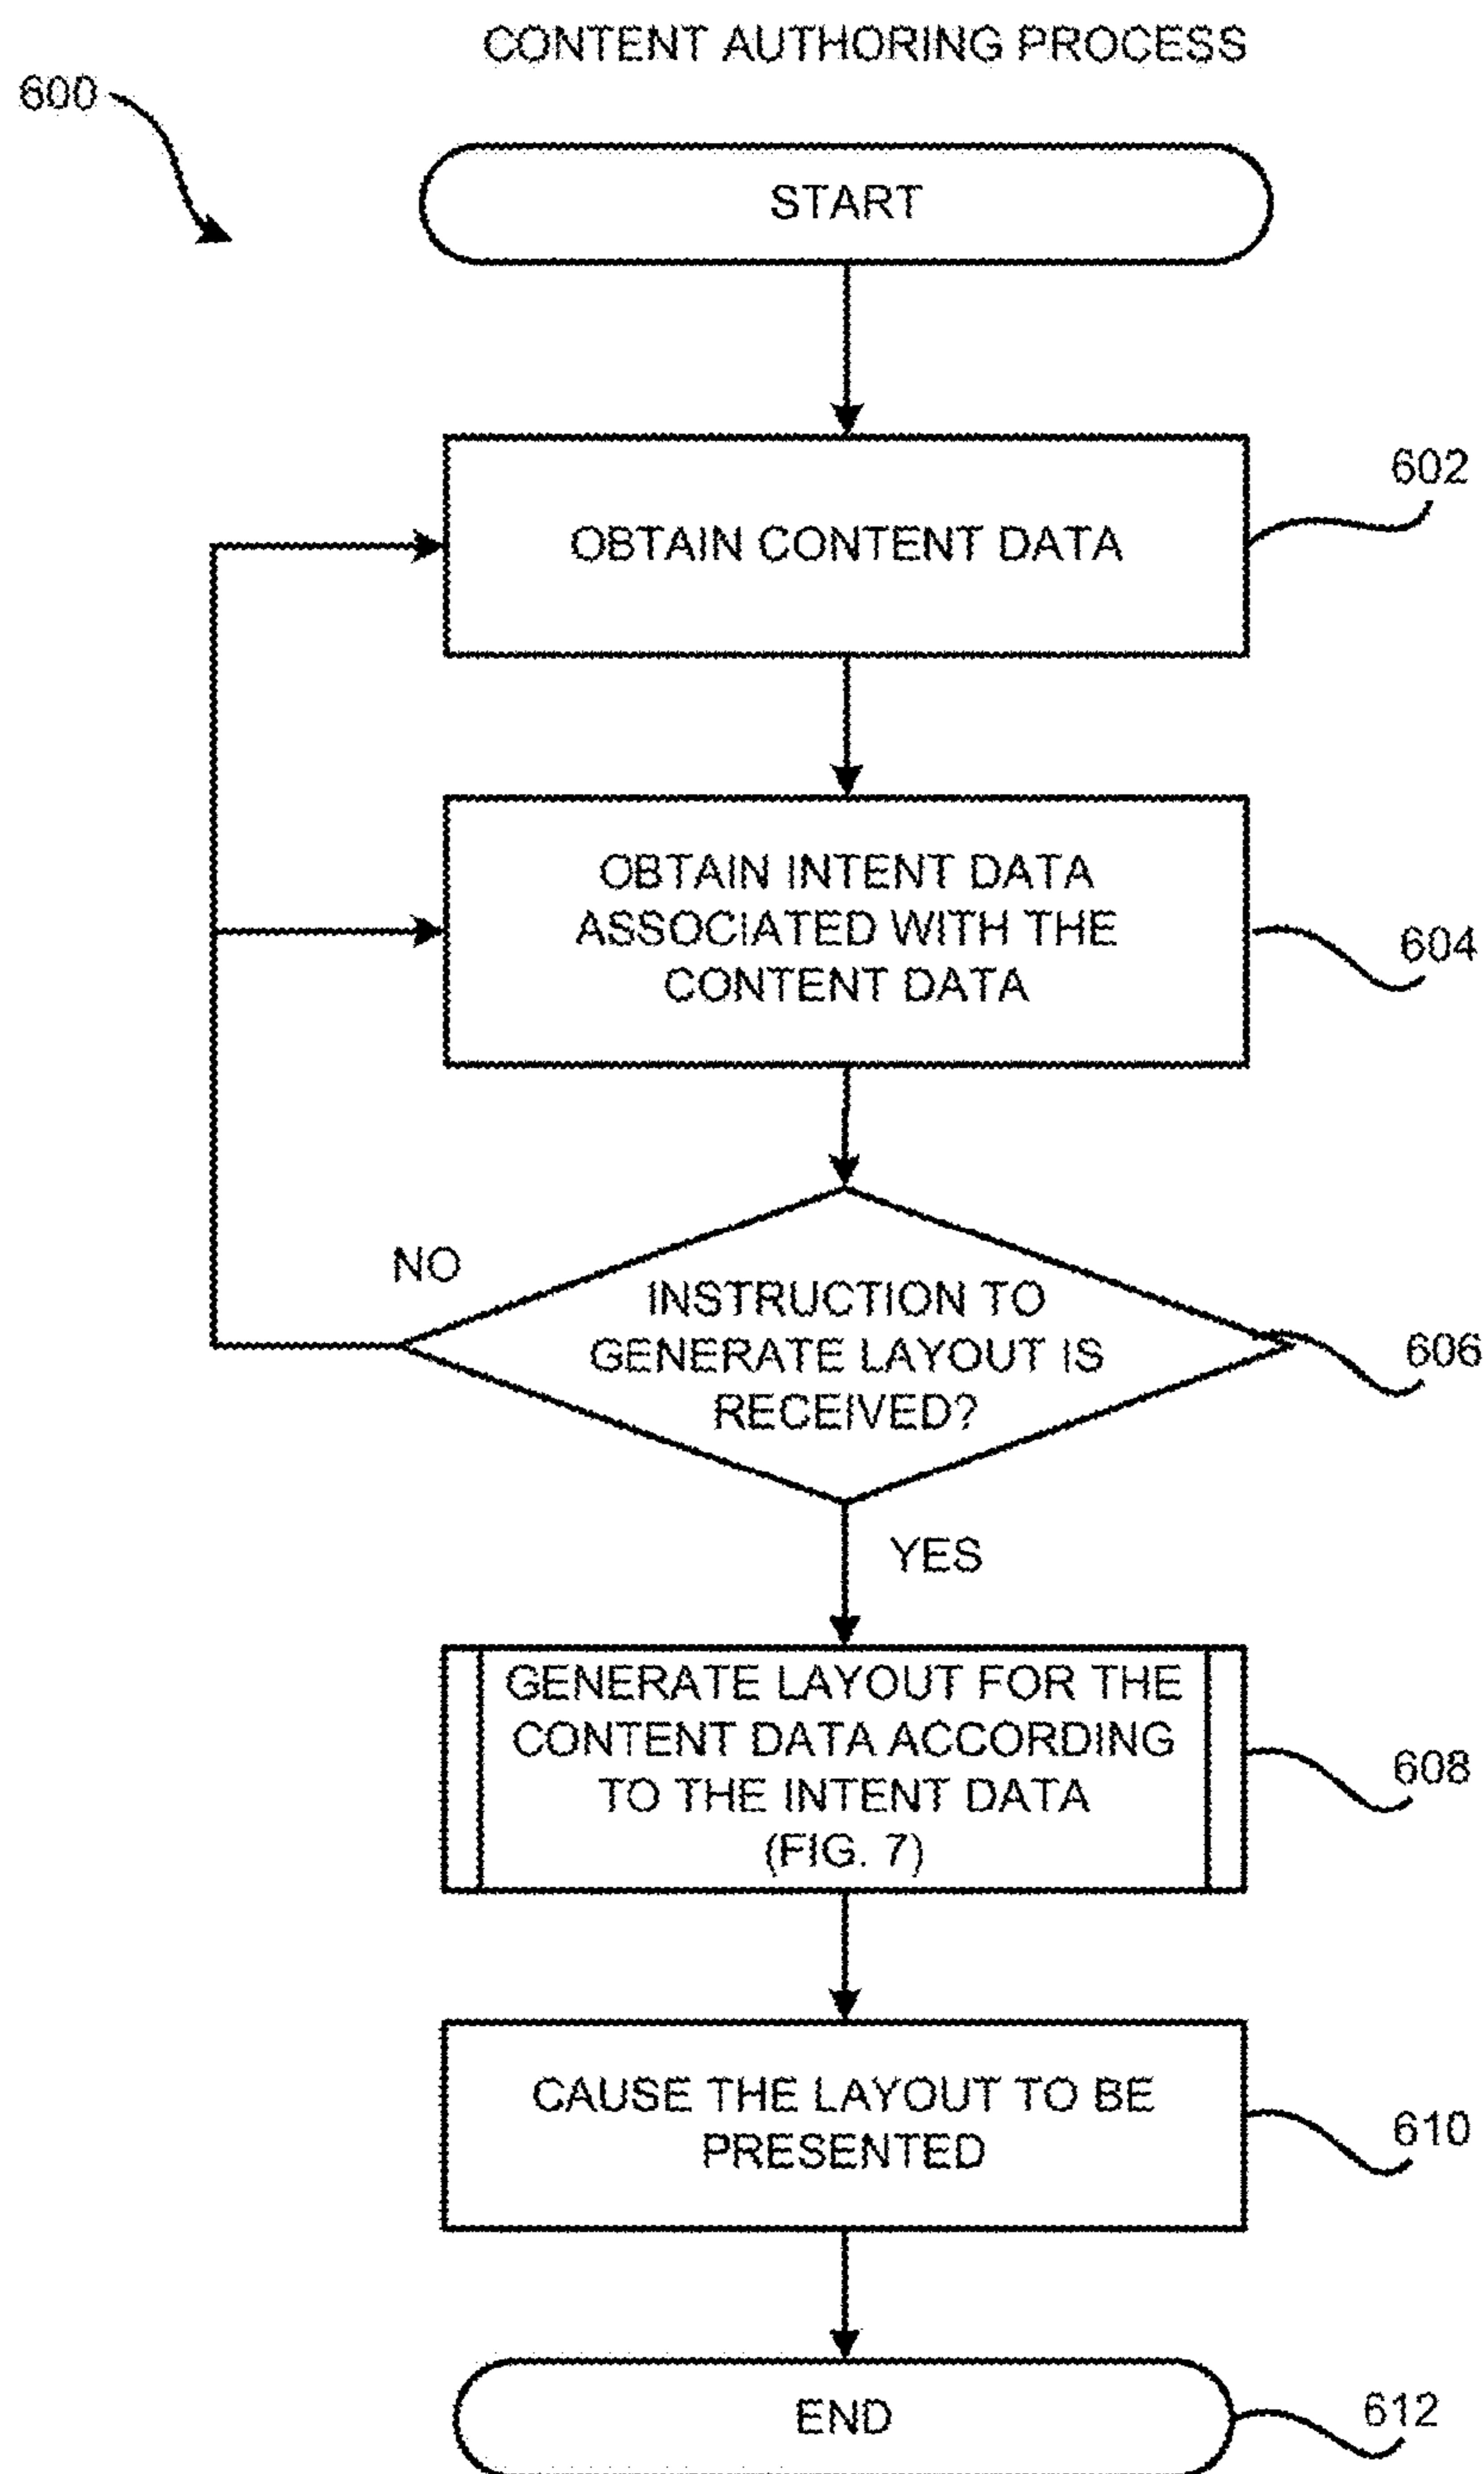 CONTENT AUTHORING PROCESS
600
START
OBTAIN CONTENT DATA
602
OBTAIN INTENT DATA
ASSOCIATED WITH THE
CONTENT DATA
604
NO
INSTRUCTION TO
GENERATE LAYOUT IS
RECEIVED?
606
YES
GENERATE LAYOUT FOR THE
CONTENT DATA ACCORDING
TO THE INTENT DATA
(FIG. 7)
608
CAUSE THE LAYOUT TO BE
PRESENTED
610
END
612